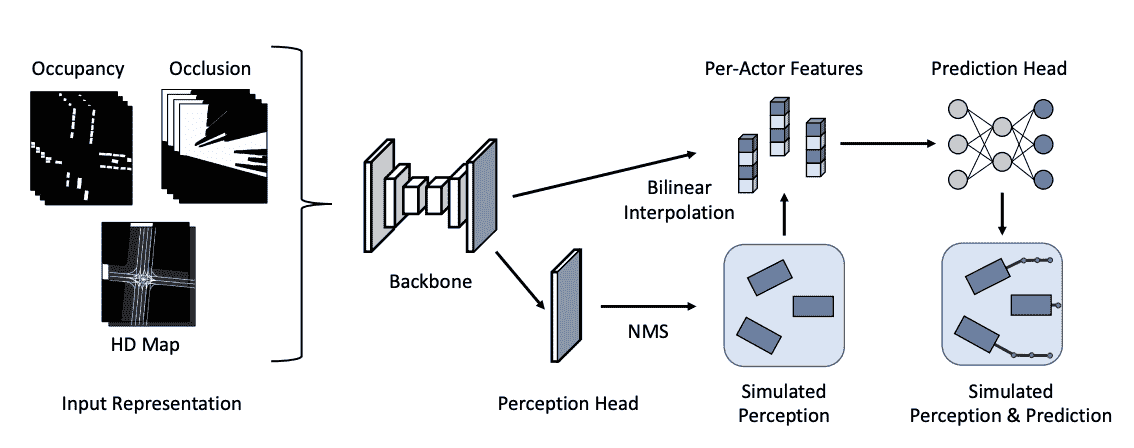 Occupancy
Occlusion
HD Map
Input Representation
Backbone
Perception Head
NMS
Bilinear
Interpolation
Per-Actor Features
Simulated
Perception
Prediction Head
Simulated
Perception & Prediction